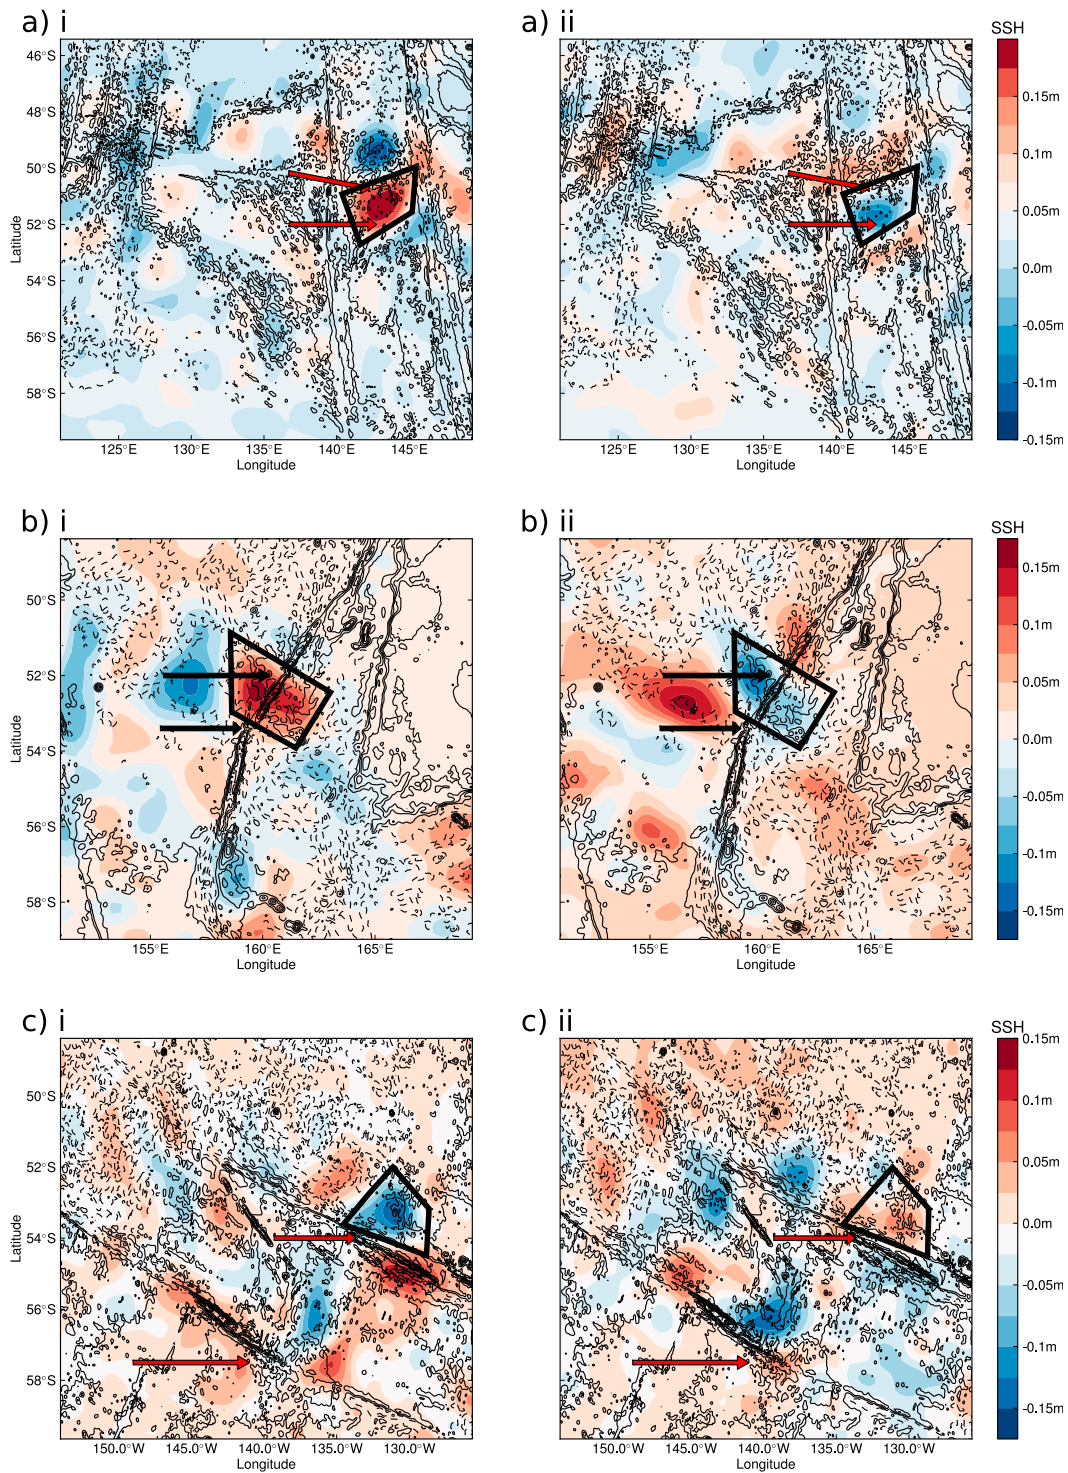 a) i
a) ii
SSH
46°S
48°S
50°S
52°S
54°S
56°S
58°S
Latitude
125°E 130°E 135°E 140°E 145°E
Longitude
125°E 130°E 135°E 140°E 145°E
Longitude
0.15m
0.1m
0.05m
0.0m
-0.05m
-0.1m
-0.15m
b) i
b) ii
SSH
50°S
52°S
54°S
56°S
58°S
Latitude
155°E 160°E 165°E
Longitude
155°E 160°E 165°E
Longitude
0.15m
0.1m
0.05m
0.0m
-0.05m
-0.1m
-0.15m
c) i
c) ii
SSH
50°S
52°S
54°S
56°S
58°S
Latitude
150.0°W 145.0°W 140.0°W 135.0°W 130.0°W
Longitude
150.0°W 145.0°W 140.0°W 135.0°W 130.0°W
Longitude
0.15m
0.1m
0.05m
0.0m
-0.05m
-0.1m
-0.15m